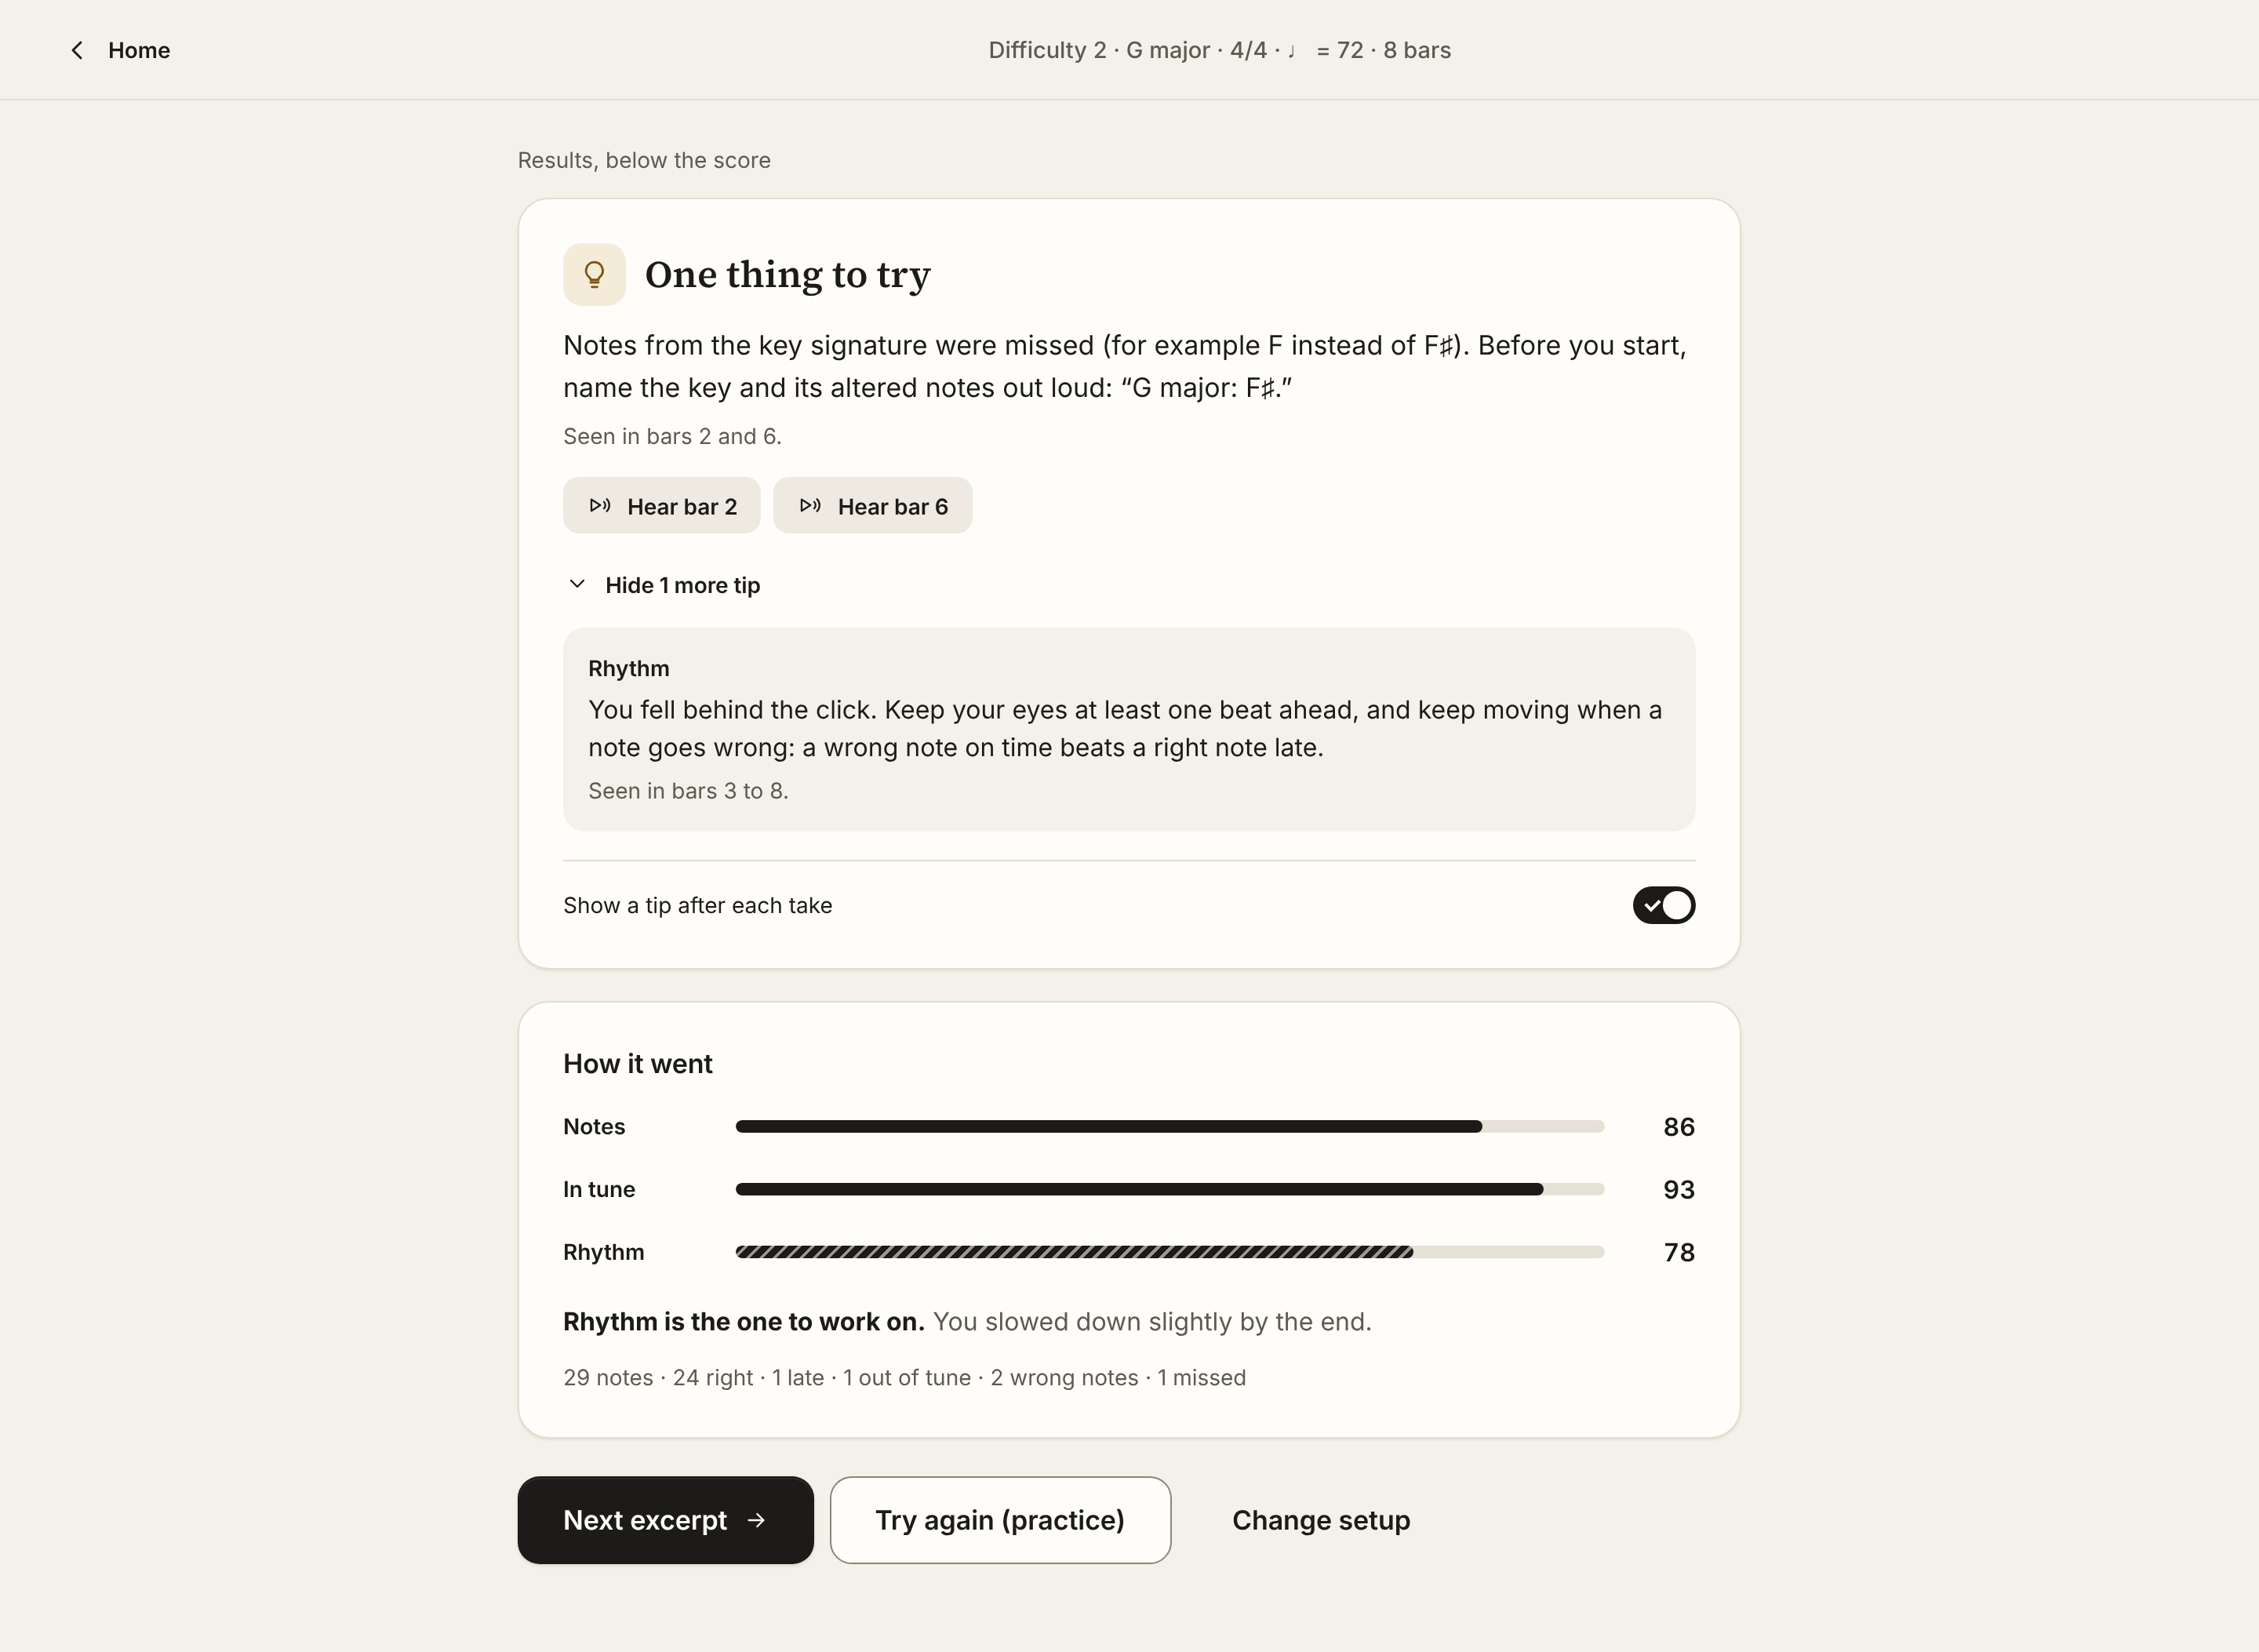 Home
Difficulty 2 · G major · 4/4 · ♩ = 72 · 8 bars
Results, below the score
One thing to try
Notes from the key signature were missed (for example F instead of F♯). Before you start,
name the key and its altered notes out loud: “G major: F♯.”
Seen in bars 2 and 6.
Hear bar 2
Hear bar 6
Hide 1 more tip
Rhythm
You fell behind the click. Keep your eyes at least one beat ahead, and keep moving when a
note goes wrong: a wrong note on time beats a right note late.
Seen in bars 3 to 8.
Show a tip after each take
How it went
Notes 86
In tune 93
Rhythm 78
Rhythm is the one to work on. You slowed down slightly by the end.
29 notes · 24 right · 1 late · 1 out of tune · 2 wrong notes · 1 missed
Next excerpt
Try again (practice)
Change setup